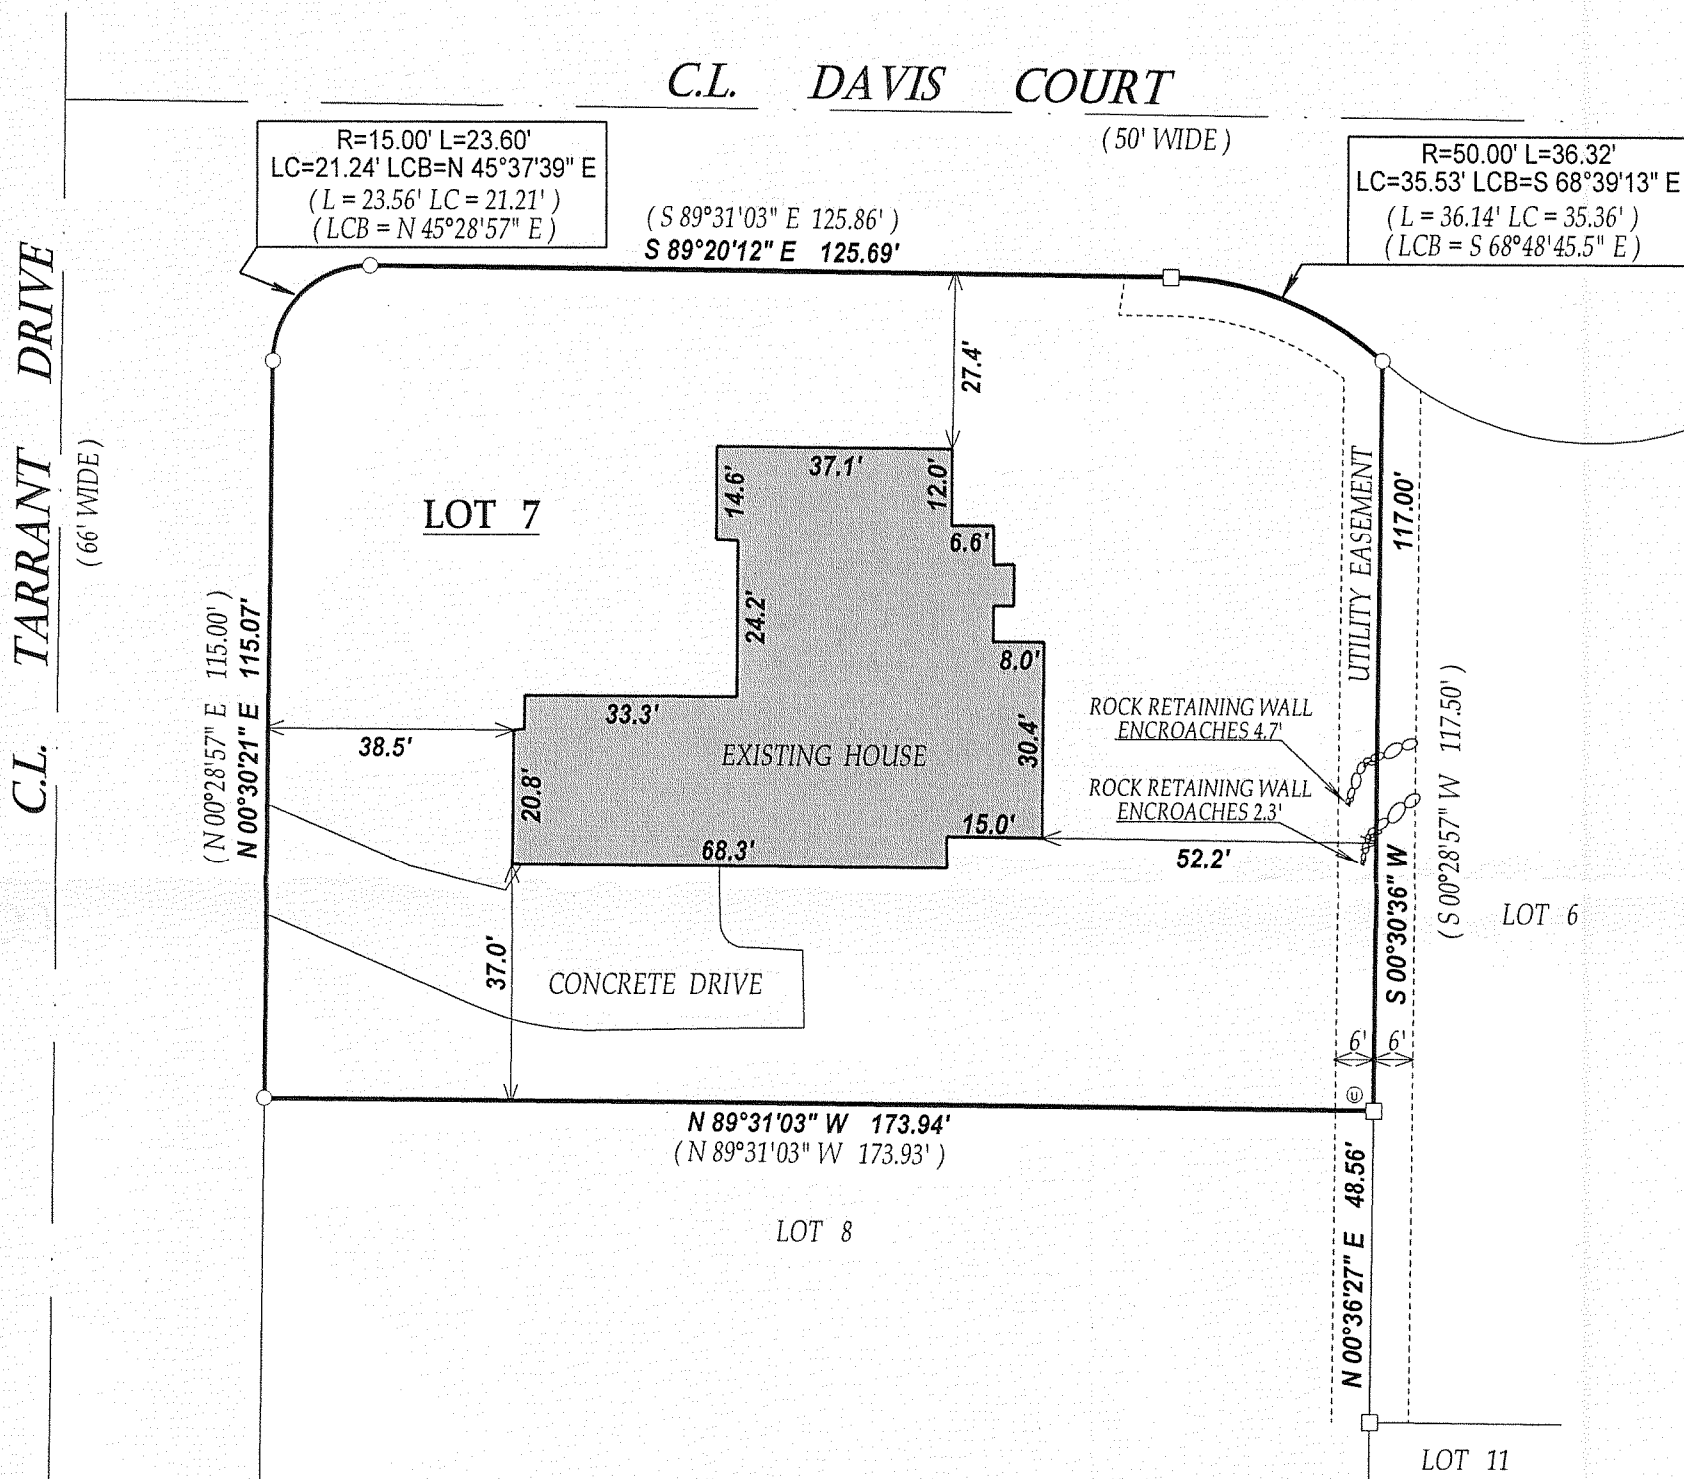 C.L. DAVIS COURT
(50' WIDE)
R=15.00' L=23.60'
LC=21.24' LCB=N 45°37'39" E
(L = 23.56' LC = 21.21')
(LCB = N 45°28'57" E)
R=50.00' L=36.32'
LC=35.53' LCB=S 68°39'13" E
(L = 36.14' LC = 35.36')
(LCB = S 68°48'45.5" E)
(S 89°31'03" E 125.86')
S 89°20'12" E 125.69'
C.L. TARRANT DRIVE
(66' WIDE)
27.4'
37.1'
14.6'
12.0'
LOT 7
6.6'
24.2'
8.0'
33.3'
38.5'
EXISTING HOUSE
30.4'
20.8'
15.0'
68.3'
52.2'
(N 00°28'57" E 115.00')
N 00°30'21" E 115.07'
UTILITY EASEMENT
117.00'
S 00°30'36" W
(S 00°28'57" W 117.50')
ROCK RETAINING WALL
ENCROACHES 4.7'
ROCK RETAINING WALL
ENCROACHES 2.3'
LOT 6
37.0'
CONCRETE DRIVE
6' 6'
U
N 89°31'03" W 173.94'
(N 89°31'03" W 173.93')
LOT 8
N 00°36'27" E 48.56'
LOT 11